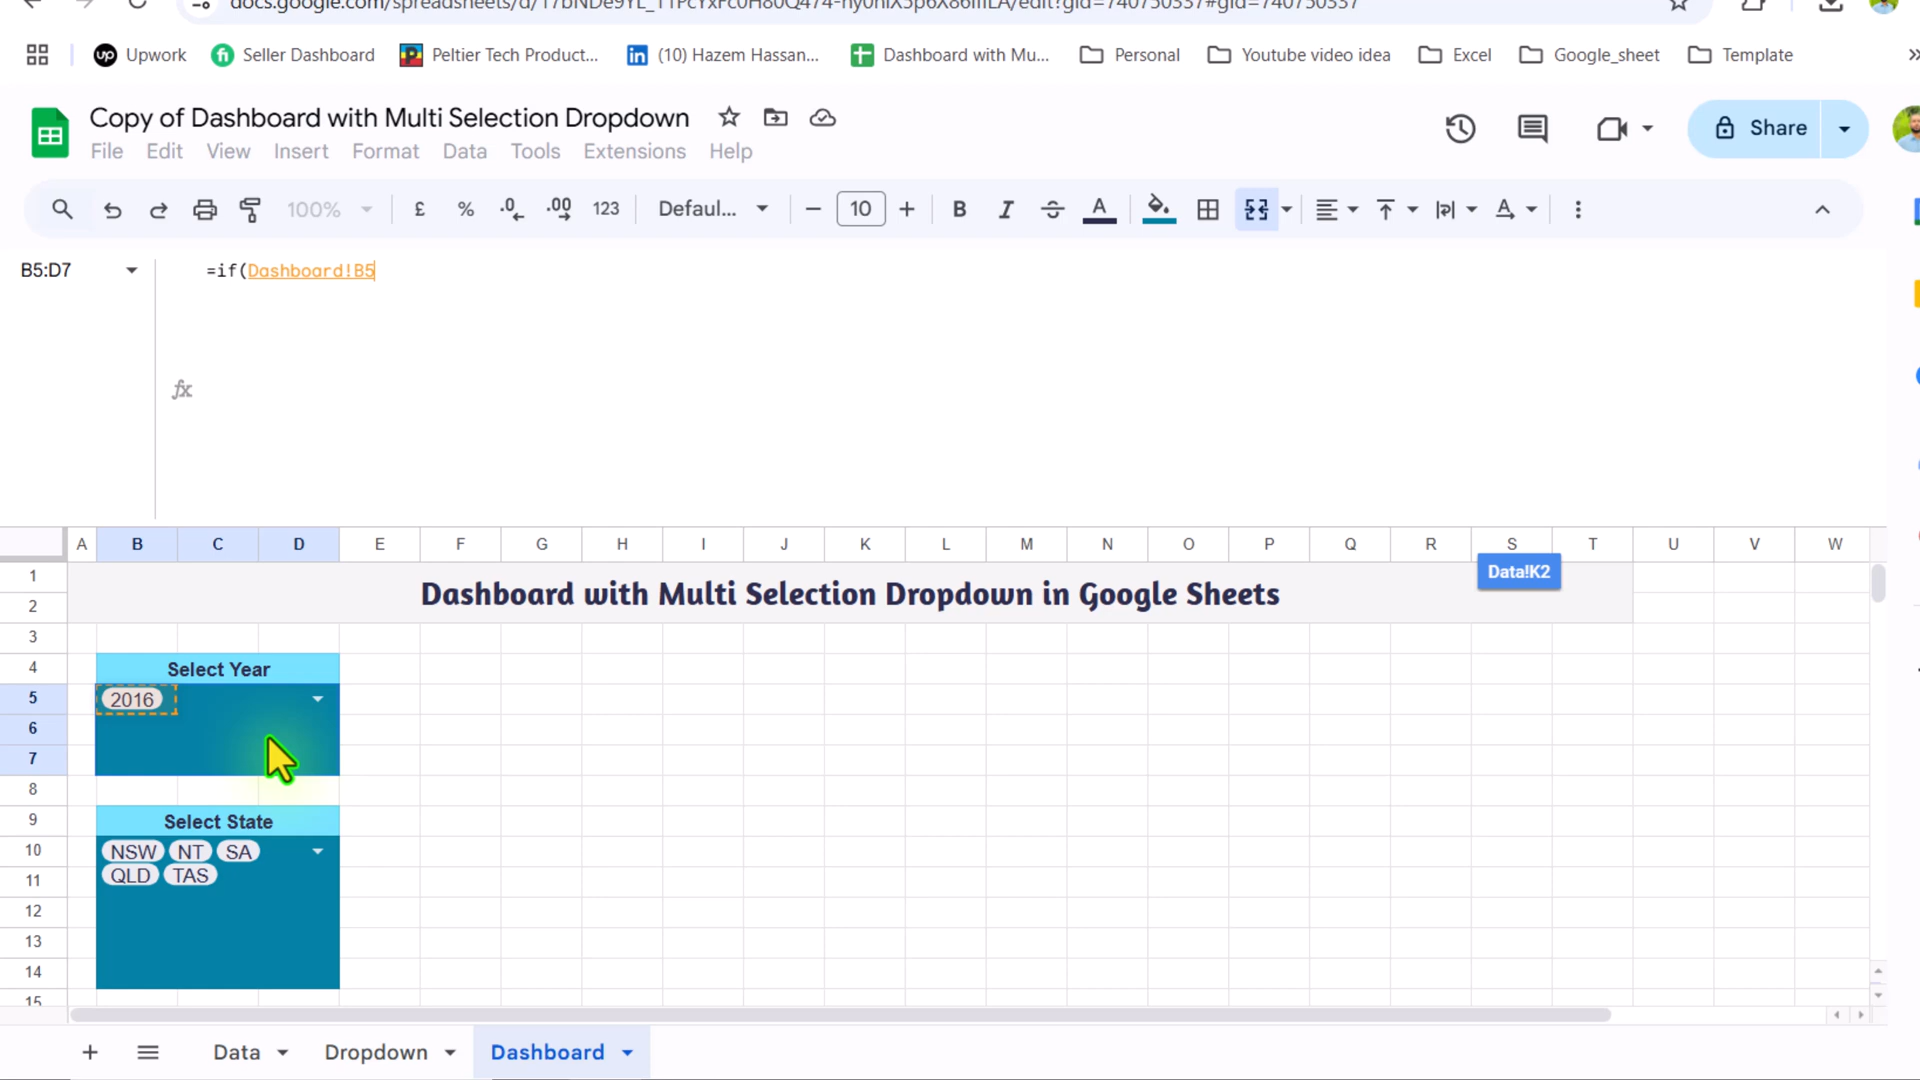 Upwork Seller Dashboard Peltier Tech Product... (10) Hazem Hassan... Dashboard with Mu... Personal Youtube video idea Excel Google_sheet Template
Copy of Dashboard with Multi Selection Dropdown
Share
File Edit View Insert Format Data Tools Extensions Help
100% £ % .0 .00 123 Defaul... 10 B I A
B5:D7 =if(Dashboard!B5
fx
A B C D E F G H I J K L M N O P Q R S T U V W
Data!K2
1
Dashboard with Multi Selection Dropdown in Google Sheets
2
3
4 Select Year
5 2016
6
7
8
9 Select State
10 NSW NT SA
QLD TAS
11
12
13
14
15
Data Dropdown Dashboard